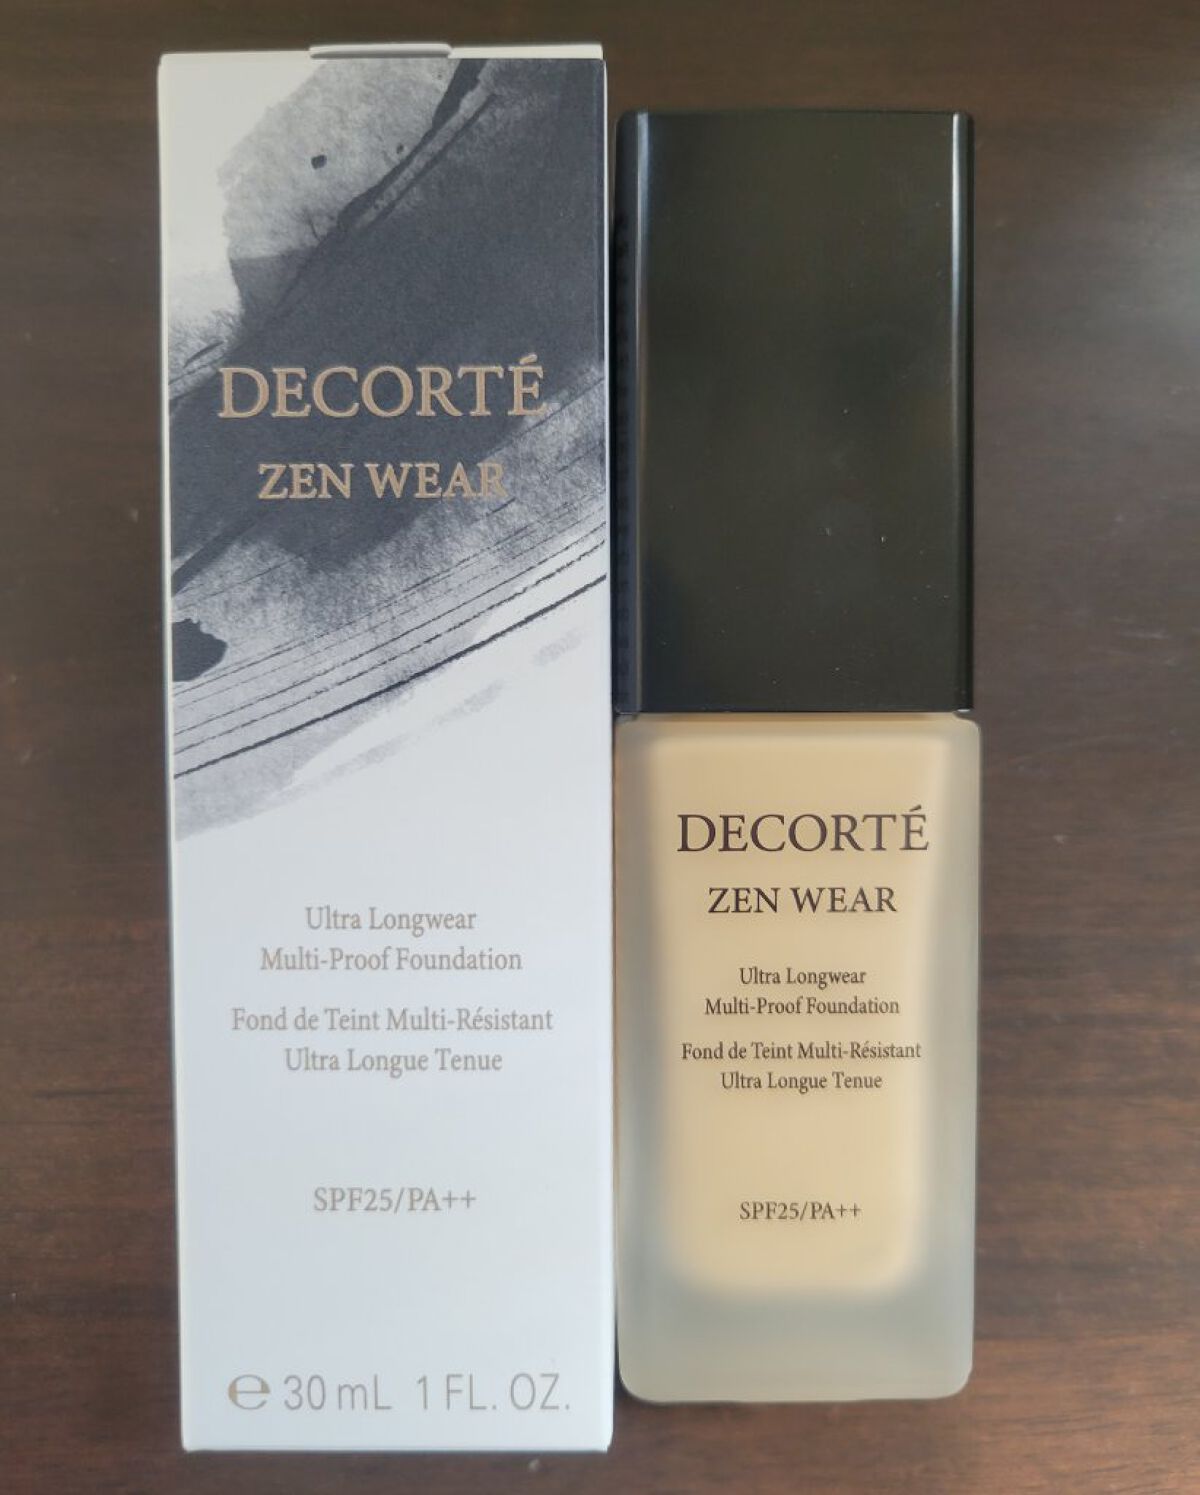 DECORTÉ
ZEN WEAR
Ultra Longwear
Multi-Proof Foundation
Fond de Teint Multi-Résistant
Ultra Longue Tenue
SPF25/PA++
℮ 30 mL 1 FL. OZ.
DECORTÉ
ZEN WEAR
Ultra Longwear
Multi-Proof Foundation
Fond de Teint Multi-Résistant
Ultra Longue Tenue
SPF25/PA++